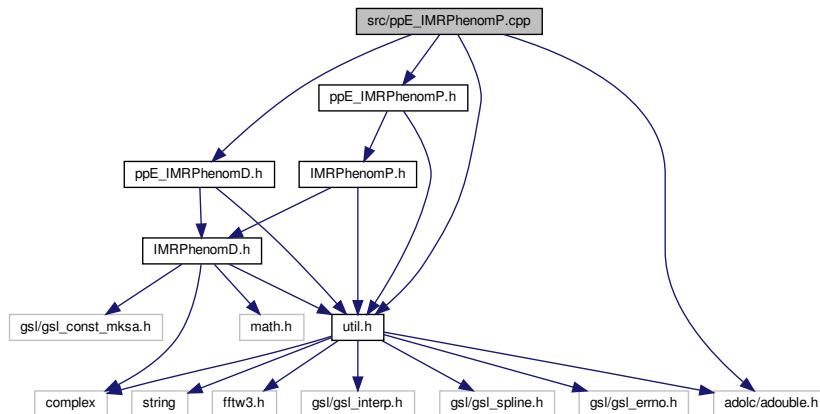 src/ppE_IMRPhenomP.cpp
ppE_IMRPhenomP.h
ppE_IMRPhenomD.h
IMRPhenomP.h
IMRPhenomD.h
gsl/gsl_const_mksa.h
math.h
util.h
complex
string
fftw3.h
gsl/gsl_interp.h
gsl/gsl_spline.h
gsl/gsl_errno.h
adolc/adouble.h